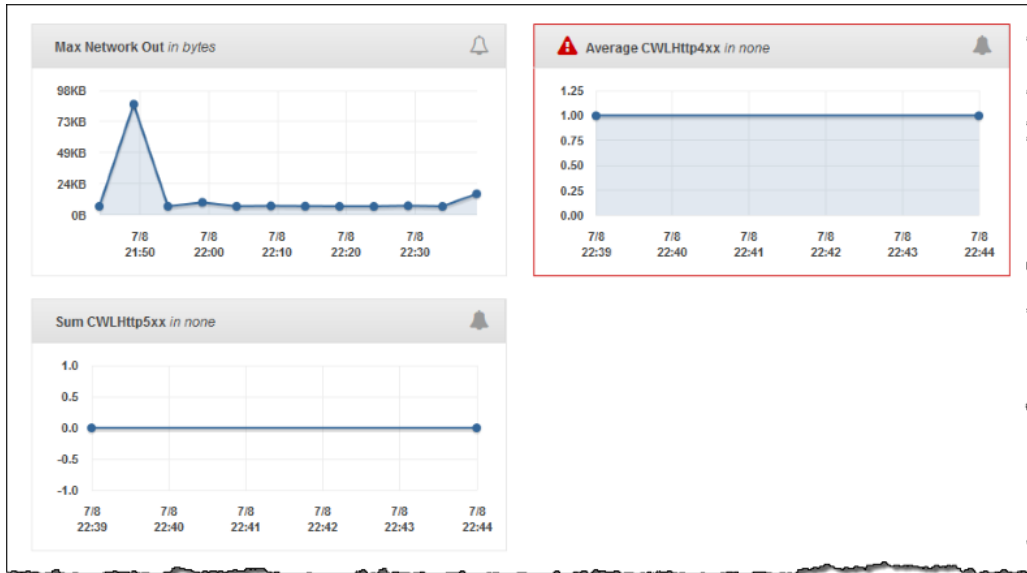 Max Network Out in bytes
98KB
73KB
49KB
24KB
0B
7/8 7/8 7/8 7/8 7/8
21:50 22:00 22:10 22:20 22:30
Average CWLHttp4xx in none
1.25
1.00
0.75
0.50
0.25
0.00
7/8 7/8 7/8 7/8 7/8 7/8
22:39 22:40 22:41 22:42 22:43 22:44
Sum CWLHttp5xx in none
1.0
0.5
0.0
-0.5
-1.0
7/8 7/8 7/8 7/8 7/8 7/8
22:39 22:40 22:41 22:42 22:43 22:44